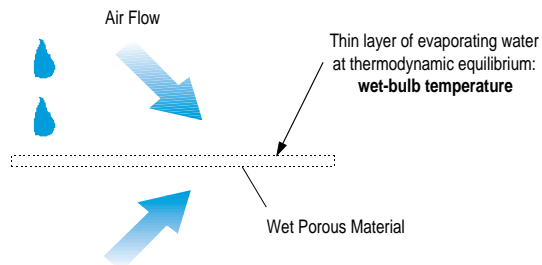 Air Flow
Thin layer of evaporating water
at thermodynamic equilibrium:
wet-bulb temperature
Wet Porous Material